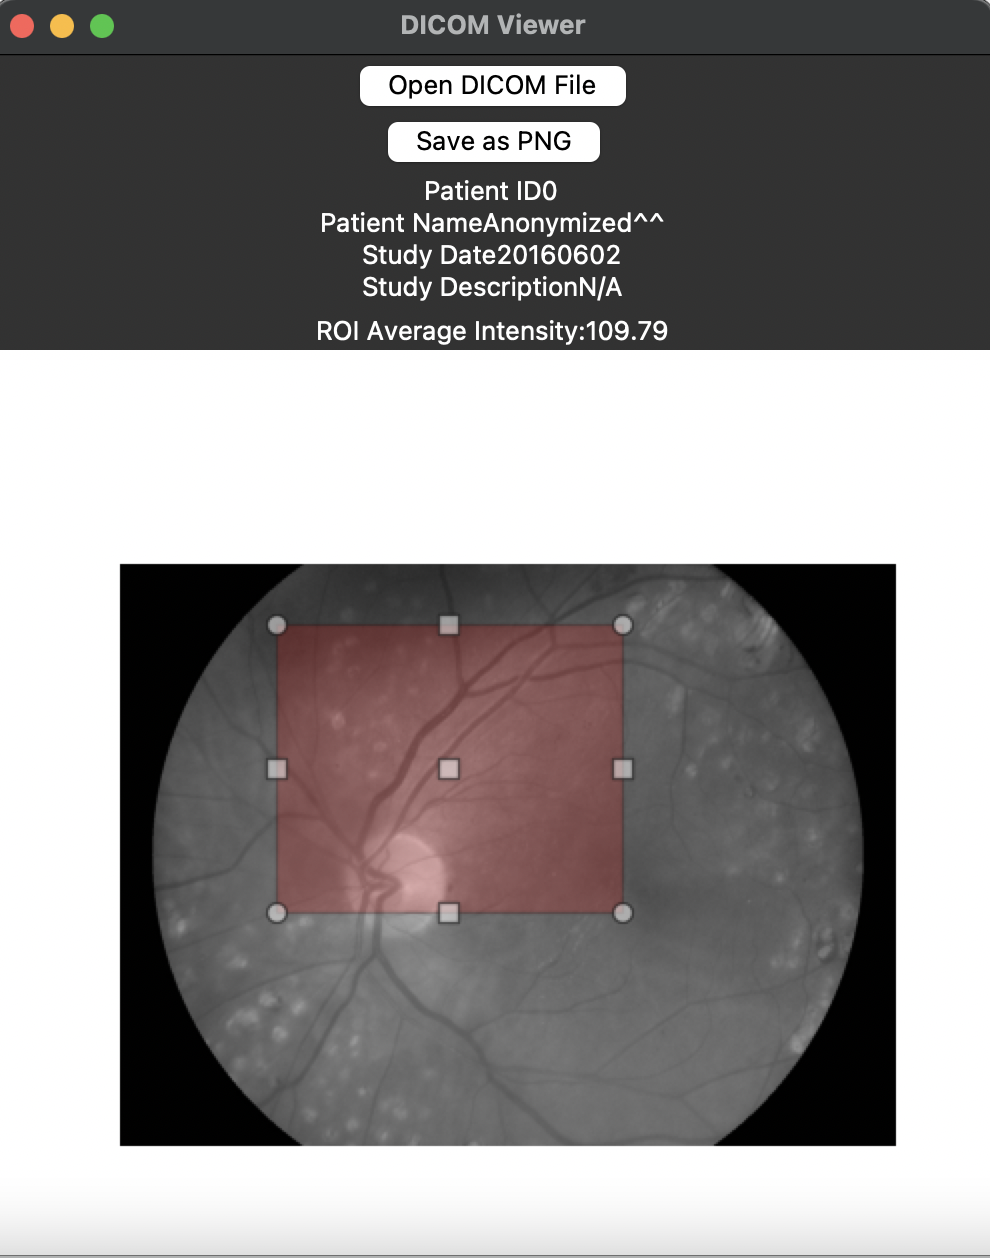 DICOM Viewer
Open DICOM File
Save as PNG
Patient ID0
Patient NameAnonymized^^
Study Date20160602
Study DescriptionN/A
ROI Average Intensity:109.79